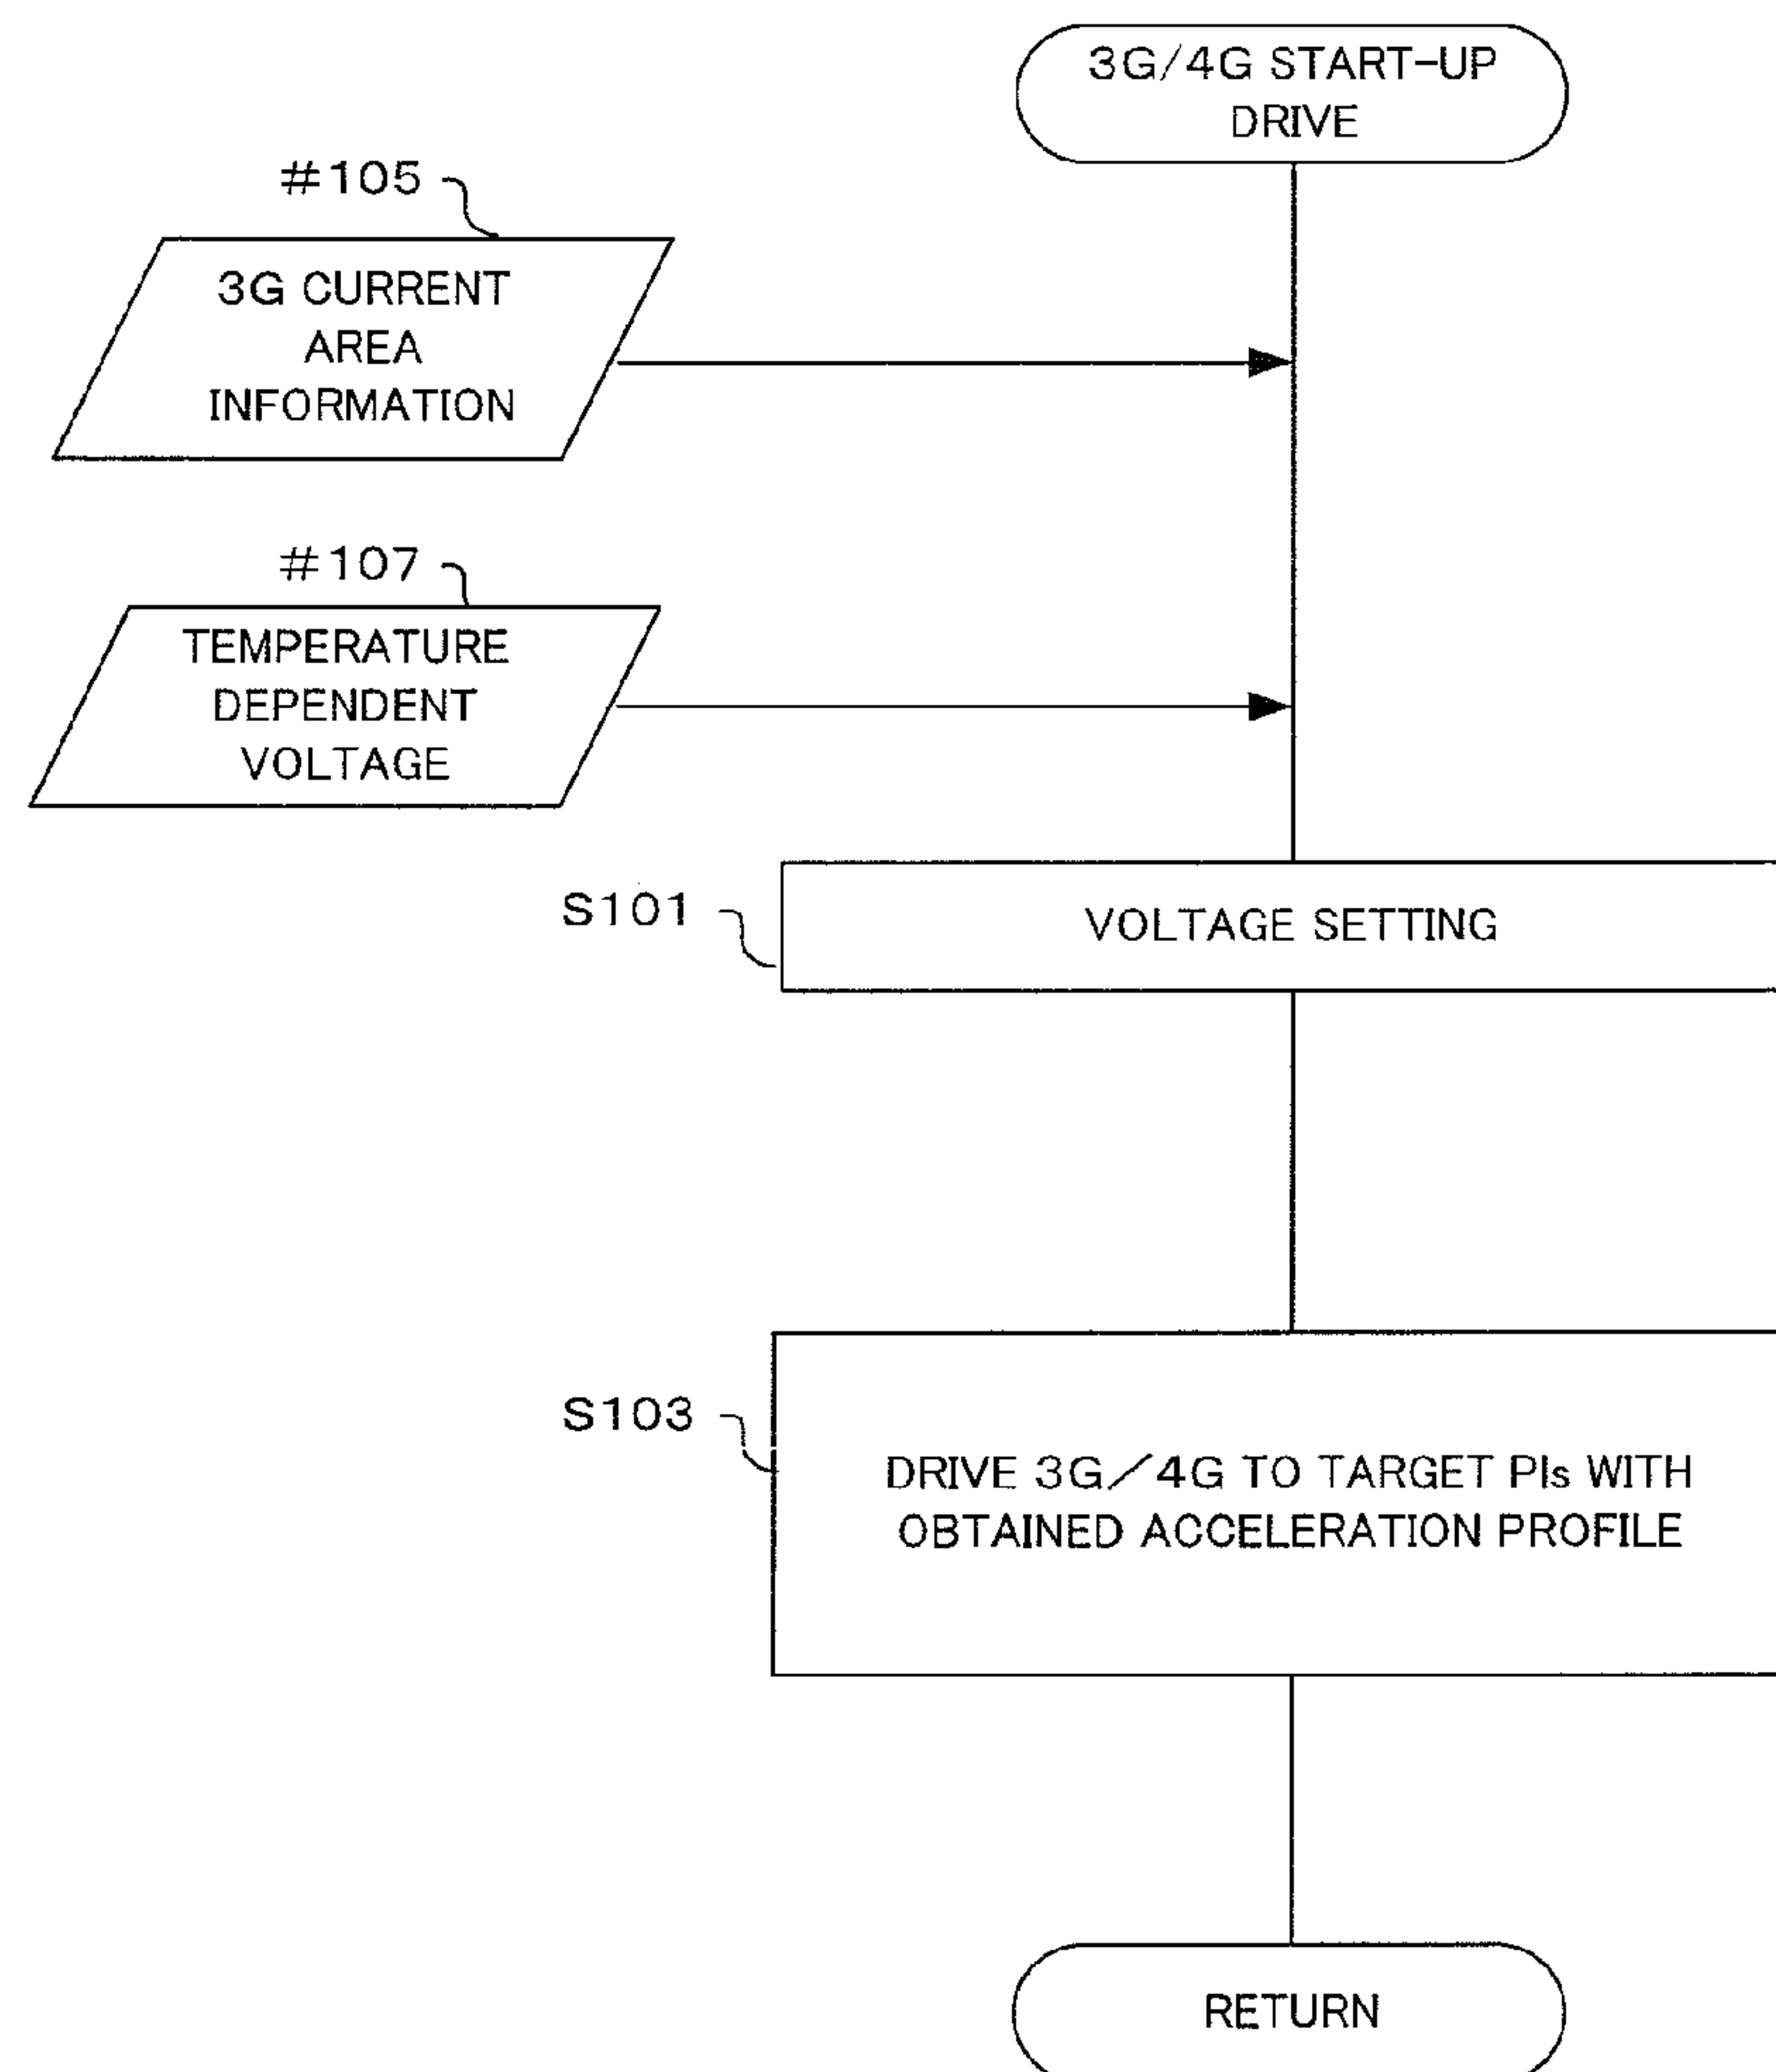 3G/4G START-UP
DRIVE
#105
3G CURRENT
AREA
INFORMATION
#107
TEMPERATURE
DEPENDENT
VOLTAGE
S101
VOLTAGE SETTING
S103
DRIVE 3G/4G TO TARGET PIs WITH
OBTAINED ACCELERATION PROFILE
RETURN